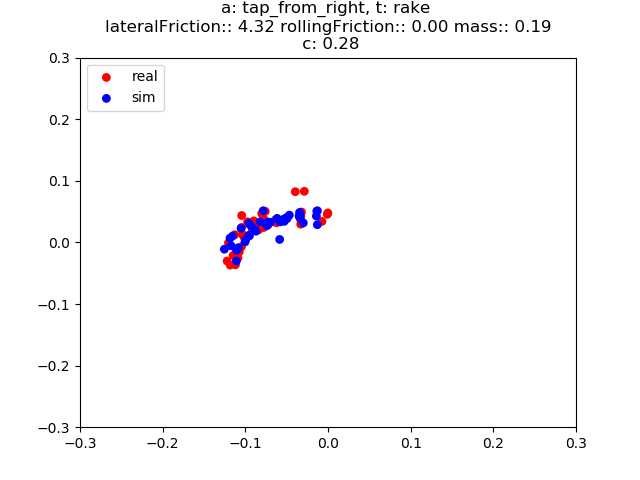 a: tap_from_right, t: rake
lateralFriction:: 4.32 rollingFriction:: 0.00 mass:: 0.19
c: 0.28
real
sim
0.3
0.2
0.1
0.0
−0.1
−0.2
−0.3
−0.3
−0.2
−0.1
0.0
0.1
0.2
0.3